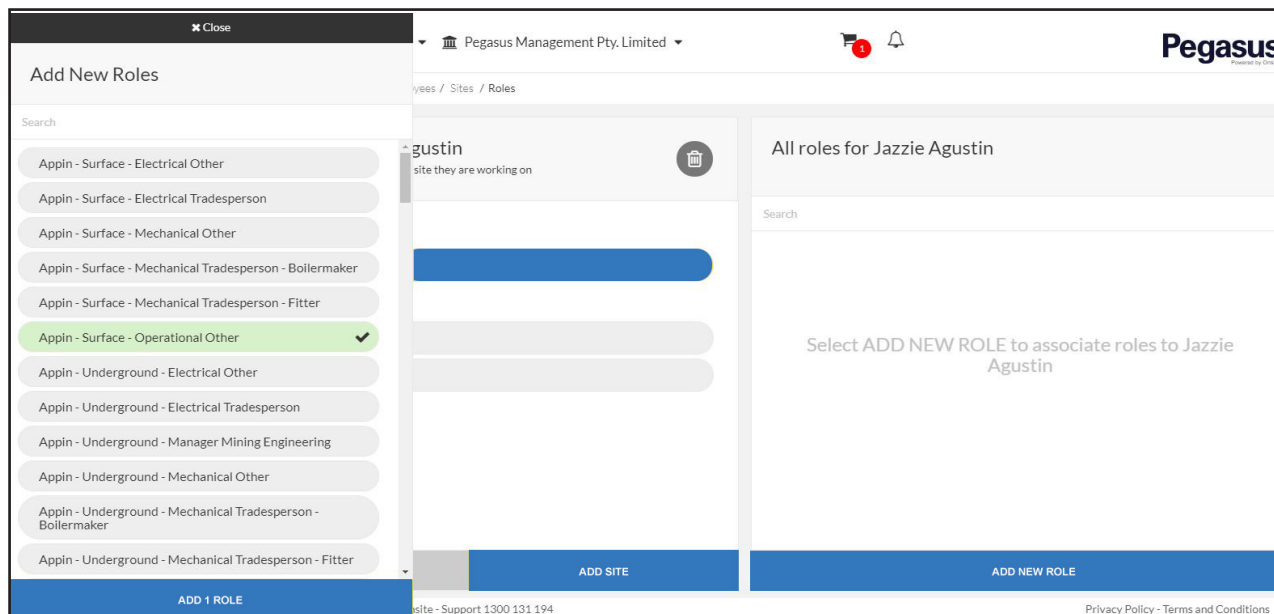 ✖ Close
Add New Roles
Search
Appin - Surface - Electrical Other
Appin - Surface - Electrical Tradesperson
Appin - Surface - Mechanical Other
Appin - Surface - Mechanical Tradesperson - Boilermaker
Appin - Surface - Mechanical Tradesperson - Fitter
Appin - Surface - Operational Other
Appin - Underground - Electrical Other
Appin - Underground - Electrical Tradesperson
Appin - Underground - Manager Mining Engineering
Appin - Underground - Mechanical Other
Appin - Underground - Mechanical Tradesperson -
Boilermaker
Appin - Underground - Mechanical Tradesperson - Fitter
ADD 1 ROLE
Pegasus Management Pty. Limited
1
Pegasus
Powered by Ons
yees / Sites / Roles
gustin
site they are working on
ADD SITE
All roles for Jazzie Agustin
Search
Select ADD NEW ROLE to associate roles to Jazzie
Agustin
ADD NEW ROLE
nsite - Support 1300 131 194
Privacy Policy - Terms and Conditions